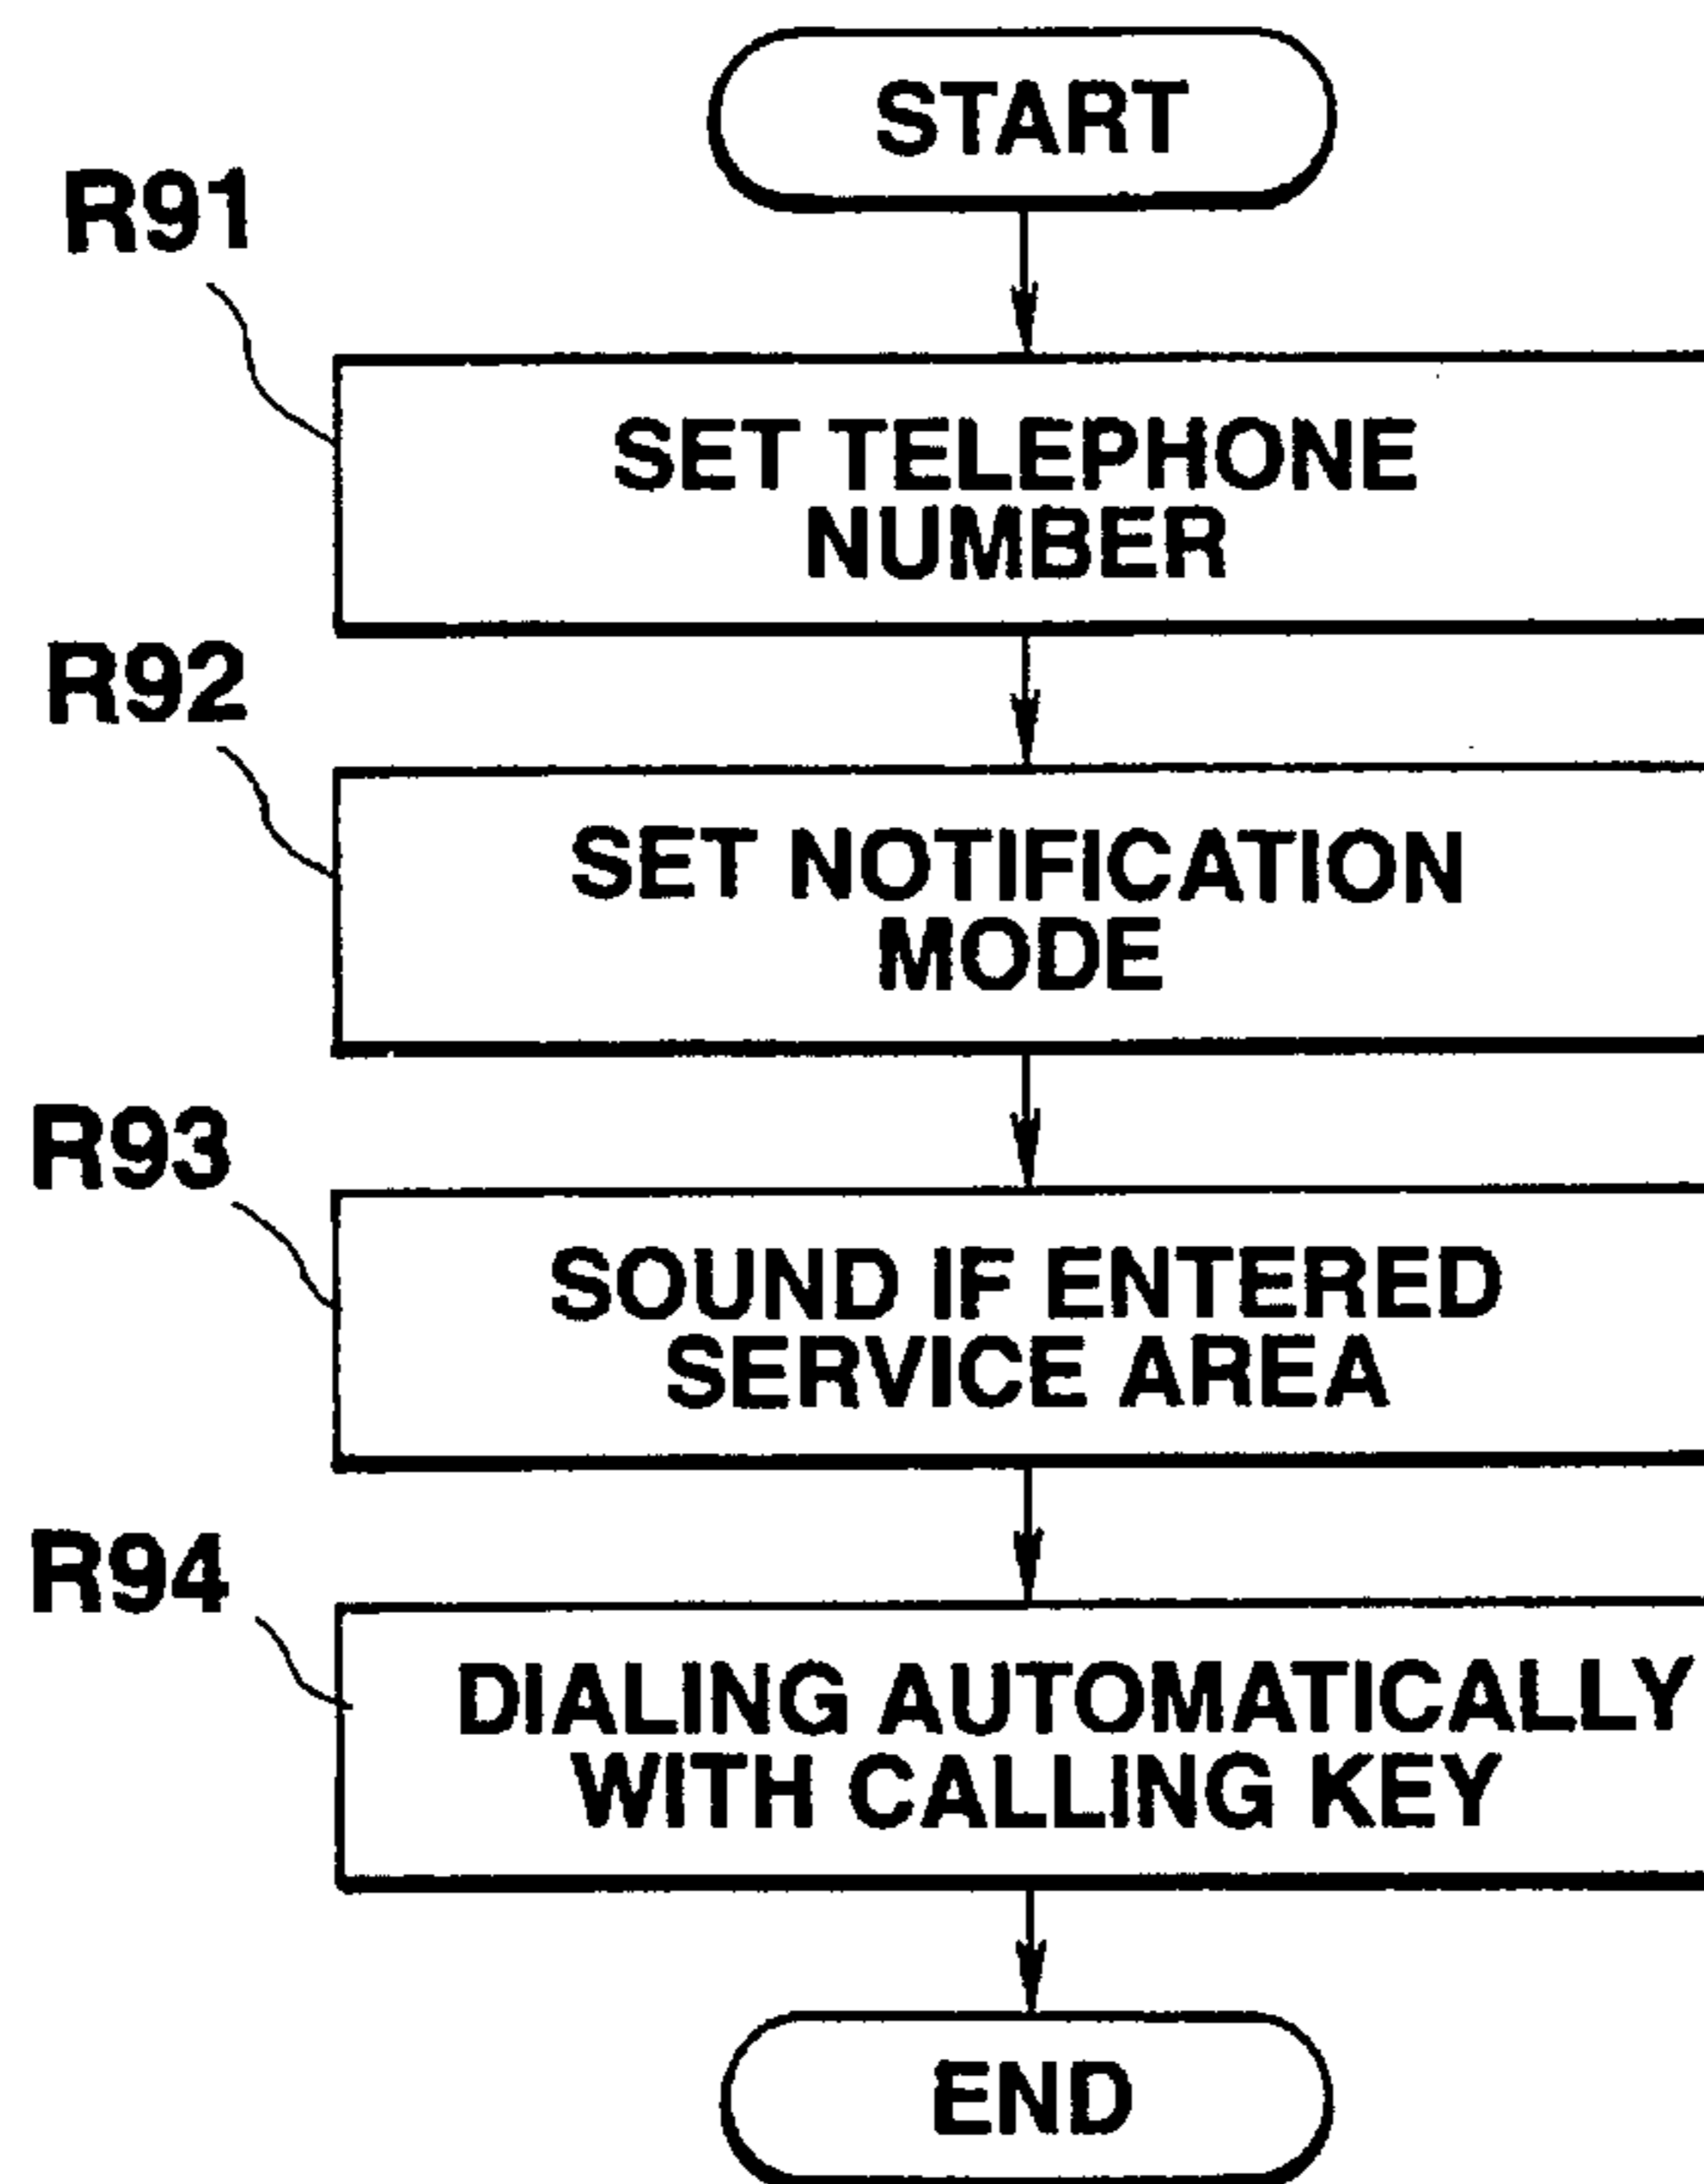 START
R91
SET TELEPHONE
NUMBER
R92
SET NOTIFICATION
MODE
R93
SOUND IF ENTERED
SERVICE AREA
R94
DIALING AUTOMATICALLY
WITH CALLING KEY
END